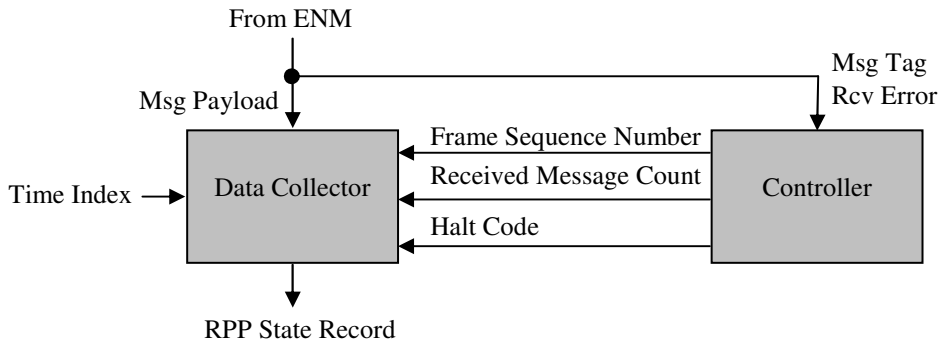 From ENM
Msg Tag
Rcv Error
Msg Payload
Frame Sequence Number
Time Index
Data Collector
Received Message Count
Controller
Halt Code
RPP State Record